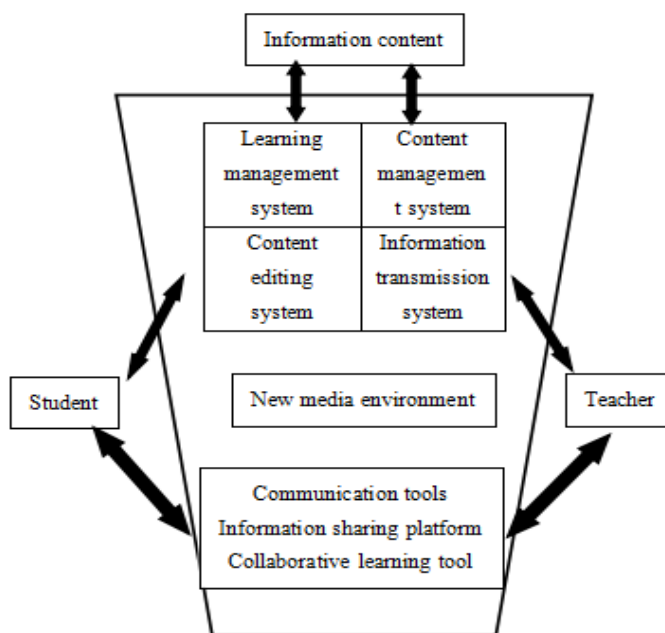 Information content
Learning
management
system
Content
managemen
t system
Content
editing
system
Information
transmission
system
Student
New media environment
Teacher
Communication tools
Information sharing platform
Collaborative learning tool